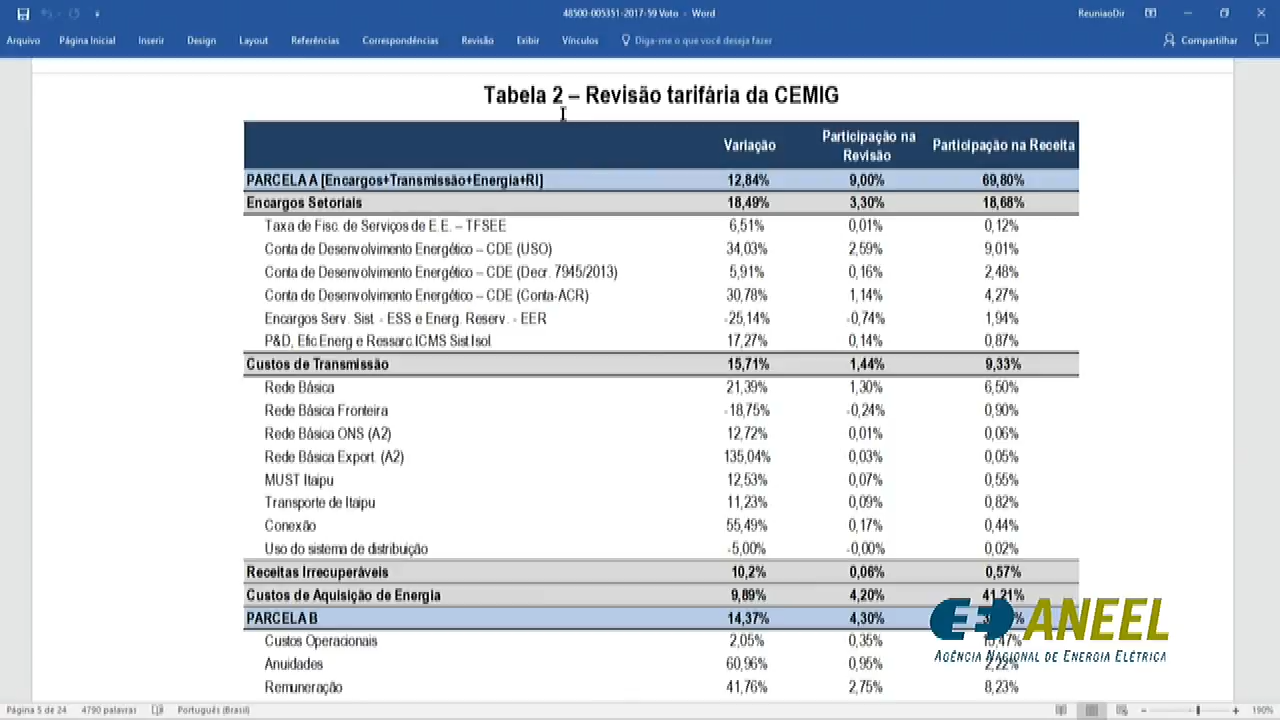 48500-005351-2017-59 Voto - Word
ReuniaoDir
Arquivo Página Inicial Inserir Design Layout Referências Correspondências Revisão Exibir Vínculos Diga-me o que você deseja fazer Compartilhar
Tabela 2 – Revisão tarifária da CEMIG
Variação Participação na Revisão Participação na Receita
PARCELA A [Encargos+Transmissão+Energia+RI] 12,84% 9,00% 69,80%
Encargos Setoriais 18,49% 3,30% 18,68%
Taxa de Fisc. de Serviços de E.E. – TFSEE 6,51% 0,01% 0,12%
Conta de Desenvolvimento Energético – CDE (USO) 34,03% 2,59% 9,01%
Conta de Desenvolvimento Energético – CDE (Decr. 7945/2013) 5,91% 0,16% 2,48%
Conta de Desenvolvimento Energético – CDE (Conta-ACR) 30,78% 1,14% 4,27%
Encargos Serv. Sist. - ESS e Energ. Reserv. - EER -25,14% -0,74% 1,94%
P&D, Efic.Energ e Ressarc.ICMS Sist.Isol. 17,27% 0,14% 0,87%
Custos de Transmissão 15,71% 1,44% 9,33%
Rede Básica 21,39% 1,30% 6,50%
Rede Básica Fronteira -18,75% -0,24% 0,90%
Rede Básica ONS (A2) 12,72% 0,01% 0,06%
Rede Básica Export. (A2) 135,04% 0,03% 0,05%
MUST Itaipu 12,53% 0,07% 0,55%
Transporte de Itaipu 11,23% 0,09% 0,82%
Conexão 55,49% 0,17% 0,44%
Uso do sistema de distribuição -5,00% -0,00% 0,02%
Receitas Irrecuperáveis 10,2% 0,06% 0,57%
Custos de Aquisição de Energia 9,89% 4,20% 41,21%
PARCELA B 14,37% 4,30%
Custos Operacionais 2,05% 0,35%
Anuidades 60,96% 0,95% 2,22%
Remuneração 41,76% 2,75% 8,23%
ANEEL
AGÊNCIA NACIONAL DE ENERGIA ELÉTRICA
Página 5 de 24 4790 palavras Português (Brasil) 190%